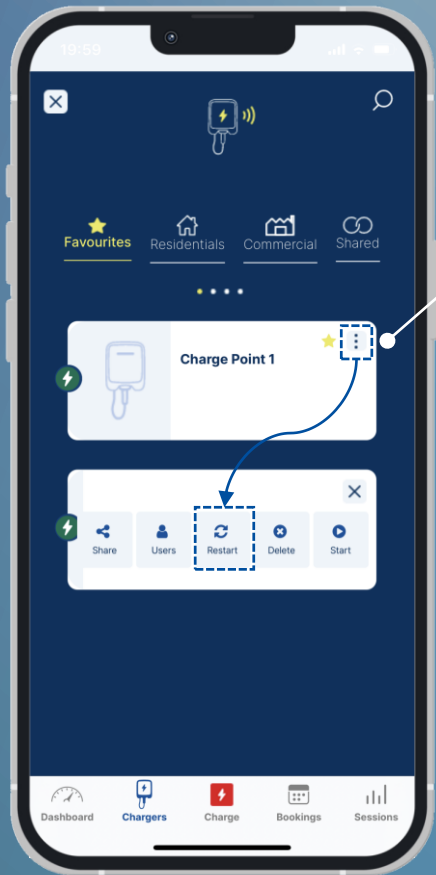 19:59
Favourites
Residentials
Commercial
Shared
Charge Point 1
Share
Users
Restart
Delete
Start
Dashboard
Chargers
Charge
Bookings
Sessions